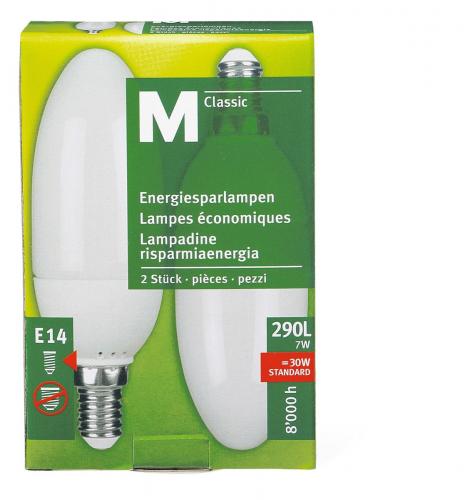 M
Classic
Energiesparlampen
Lampes économiques
Lampadine
risparmiaenergia
2 Stück · pièces · pezzi
E14
290L
7W
=30W
STANDARD
8'000 h